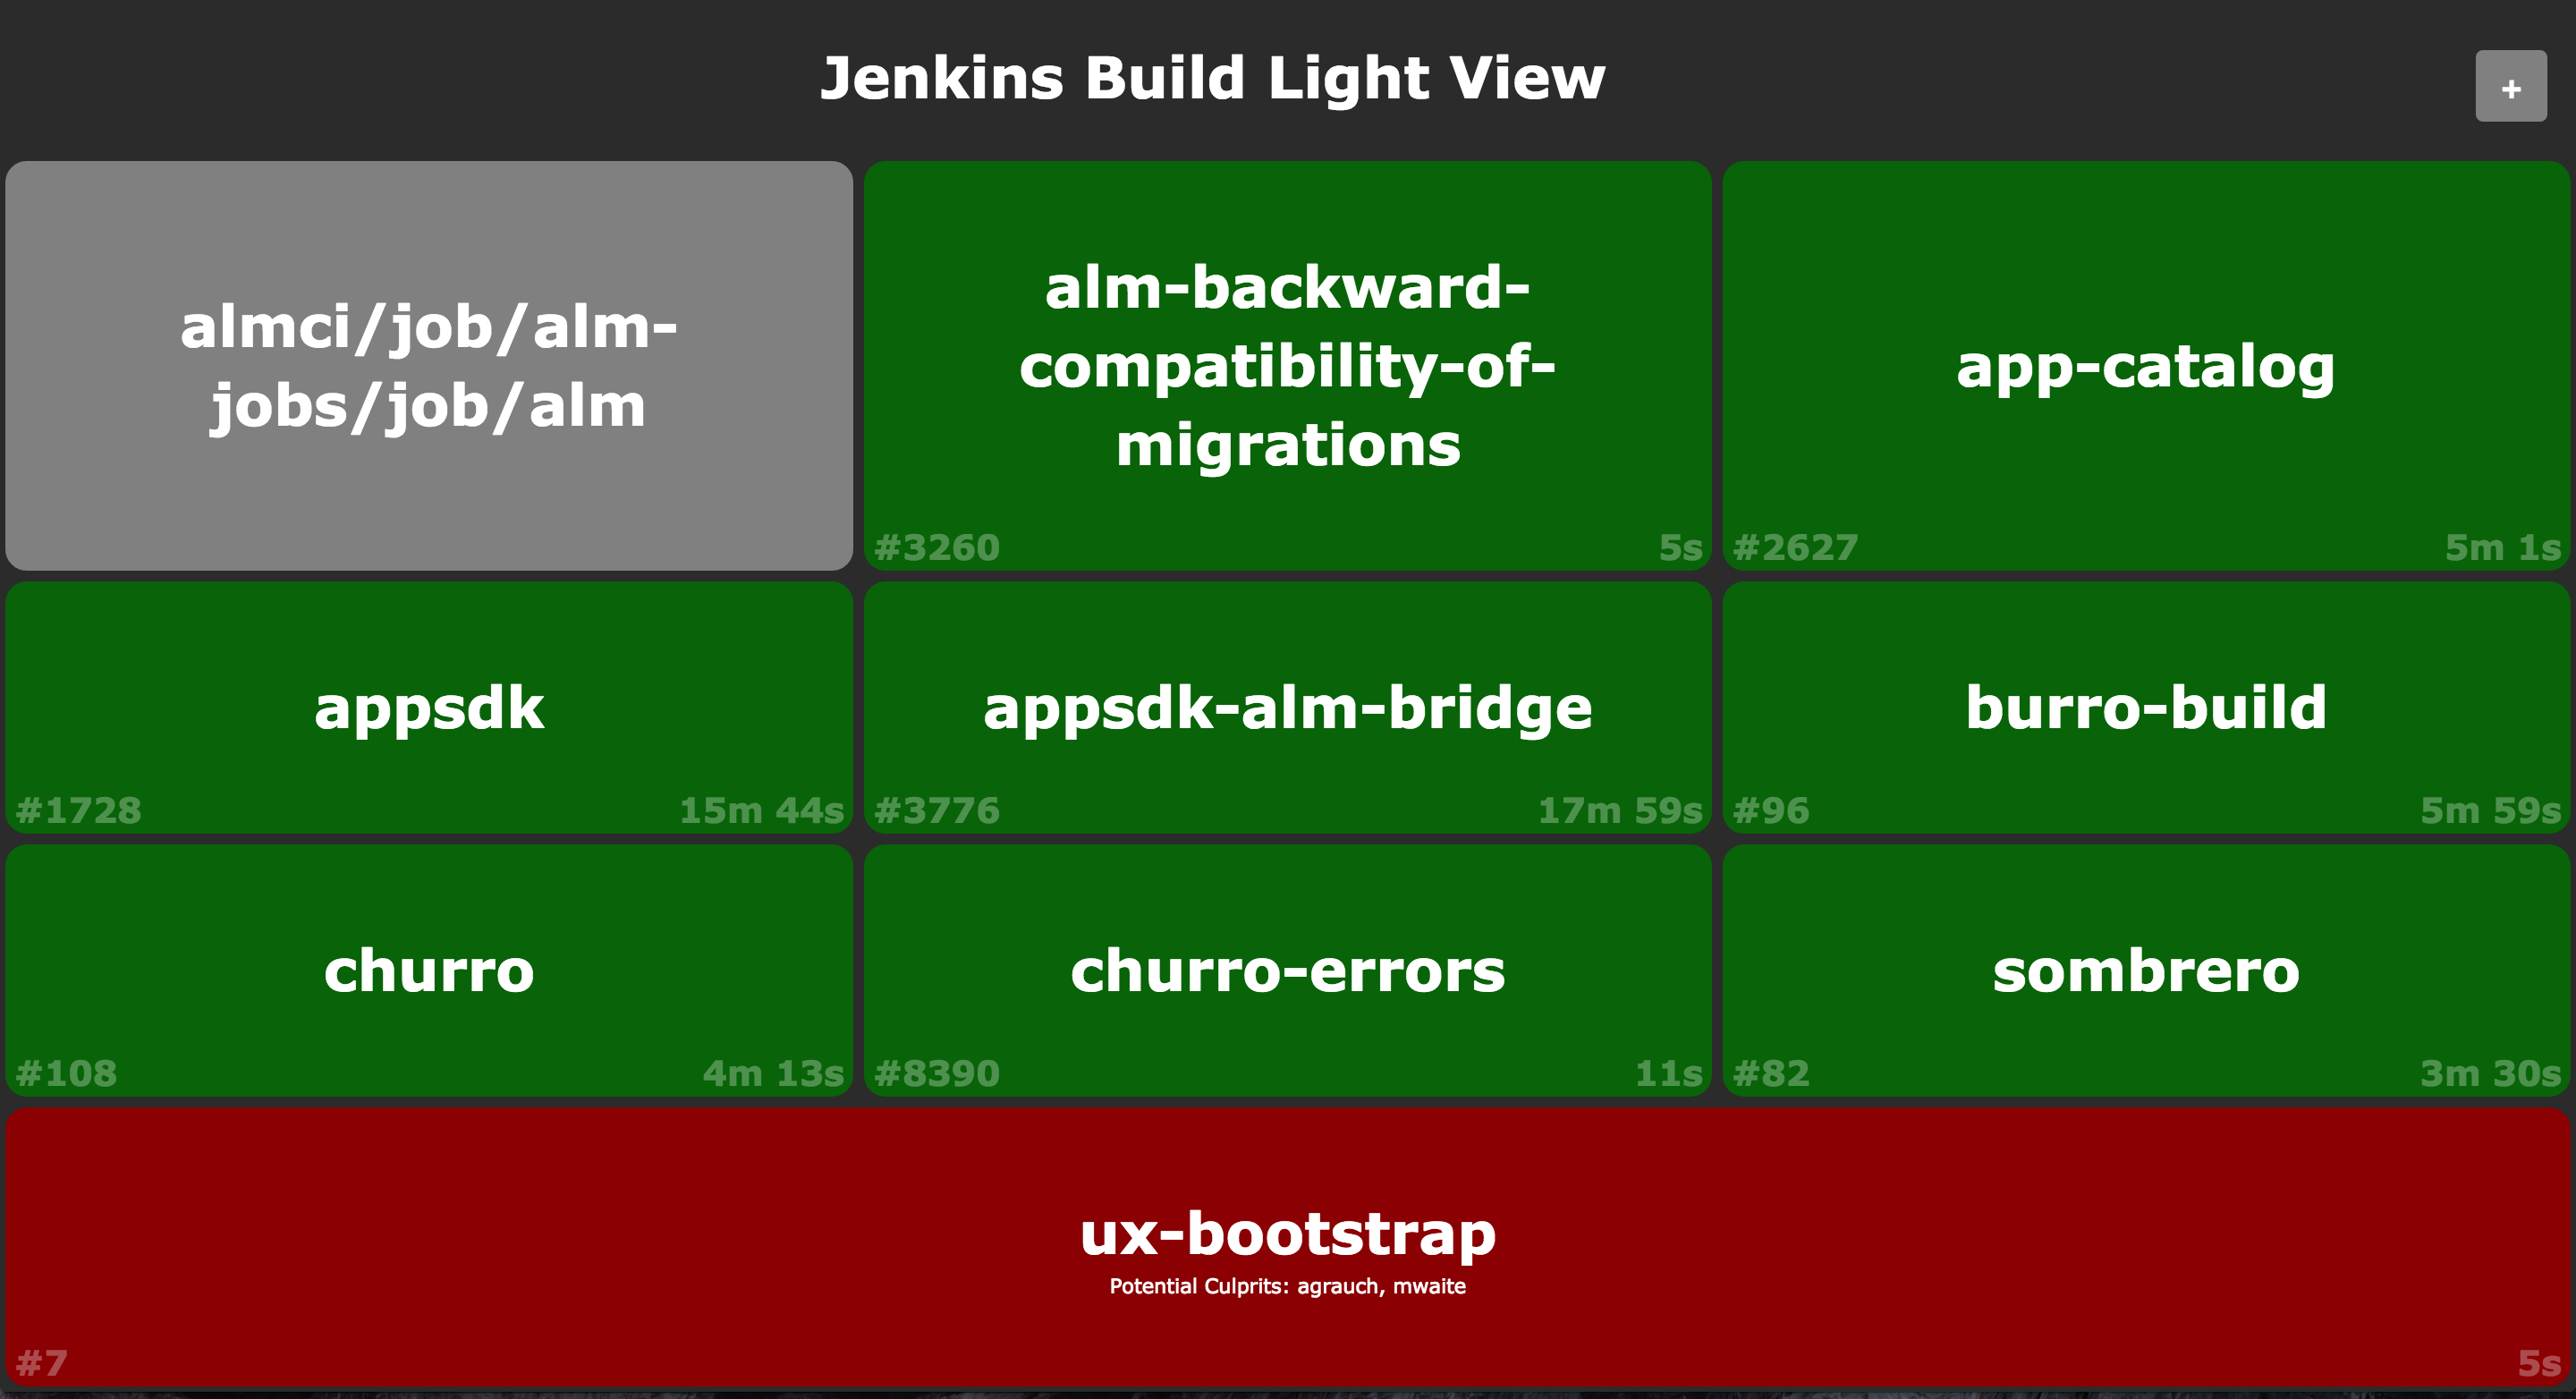 Jenkins Build Light View
+
almci/job/alm-
jobs/job/alm
alm-backward-
compatibility-of-
migrations
#3260 5s
app-catalog
#2627 5m 1s
appsdk
#1728 15m 44s
appsdk-alm-bridge
#3776 17m 59s
burro-build
#96 5m 59s
churro
#108 4m 13s
churro-errors
#8390 11s
sombrero
#82 3m 30s
ux-bootstrap
Potential Culprits: agrauch, mwaite
#7 5s